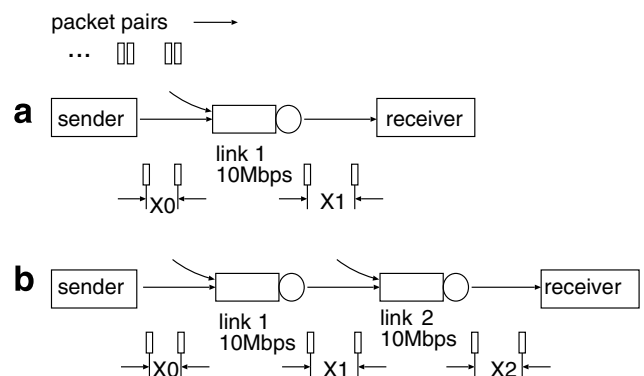 packet pairs
...
a
sender
receiver
link 1
10Mbps
X0
X1
b
sender
receiver
link 1
10Mbps
link 2
10Mbps
X0
X1
X2